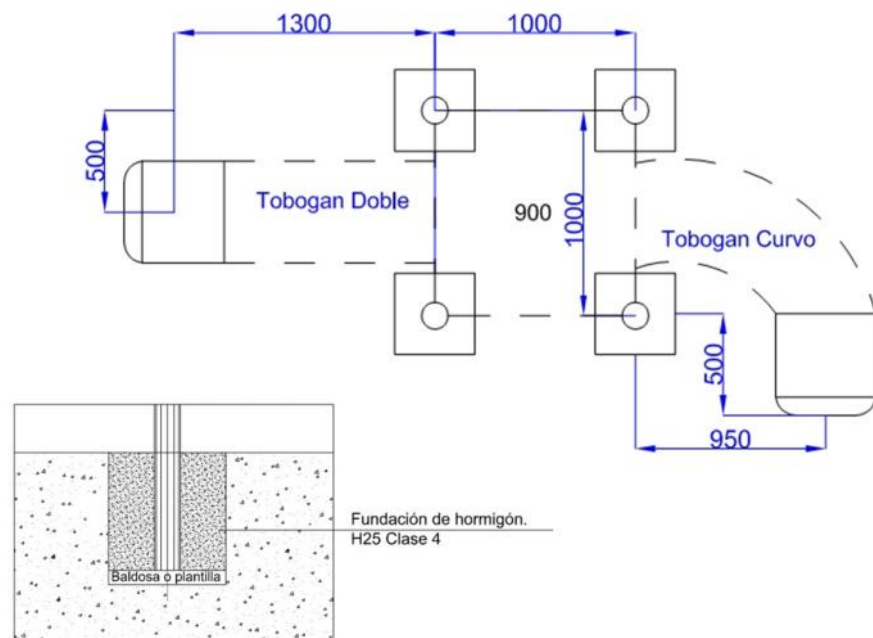 1300
1000
500
Tobogan Doble
900
1000
Tobogan Curvo
500
950
Fundación de hormigón.
H25 Clase 4
Baldosa o plantilla